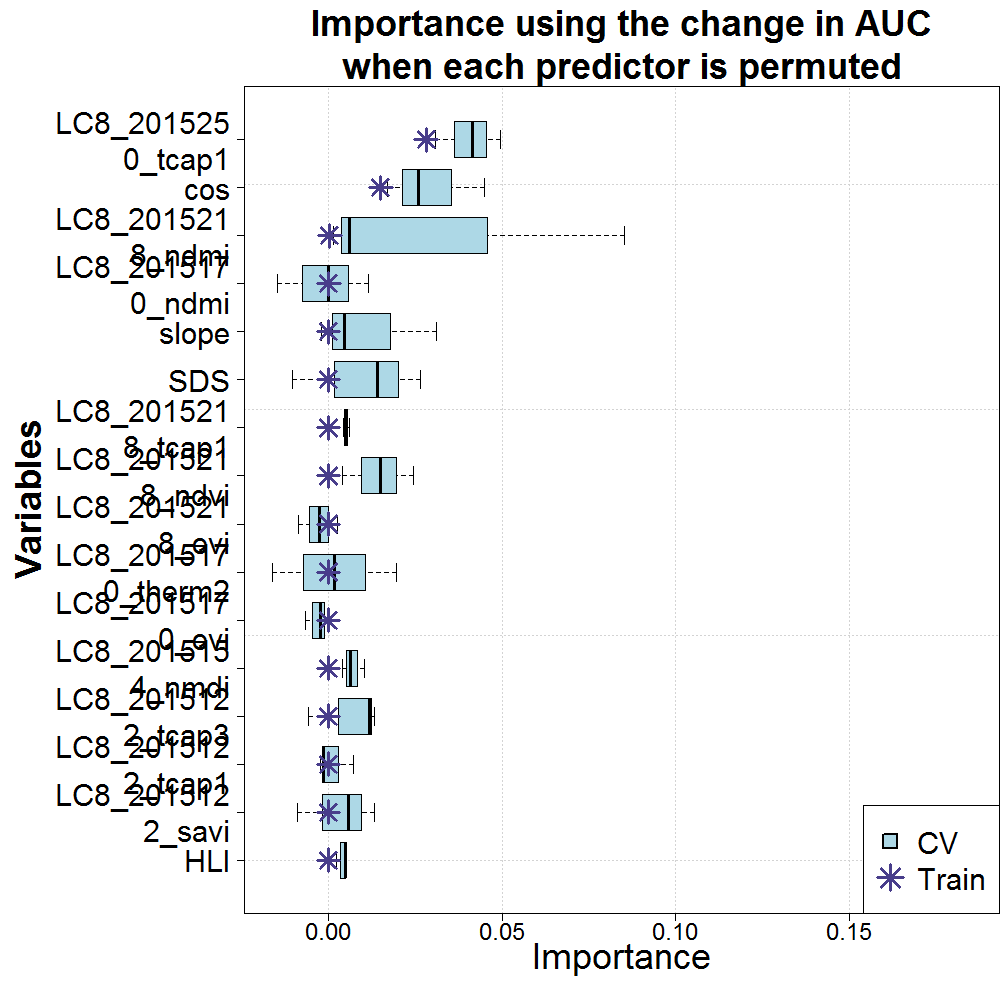 Importance using the change in AUC
when each predictor is permuted
LC8_201525
0_tcap1
cos
LC8_201521
8_ndmi
LC8_201517
0_ndmi
slope
SDS
LC8_201521
8_tcap1
LC8_201521
8_ndvi
LC8_201521
8_evi
LC8_201517
0_therm2
LC8_201517
0_evi
LC8_201515
4_nmdi
LC8_201512
2_tcap3
LC8_201512
2_tcap1
LC8_201512
2_savi
HLI
Variables
CV
Train
0.00
0.05
0.10
0.15
Importance